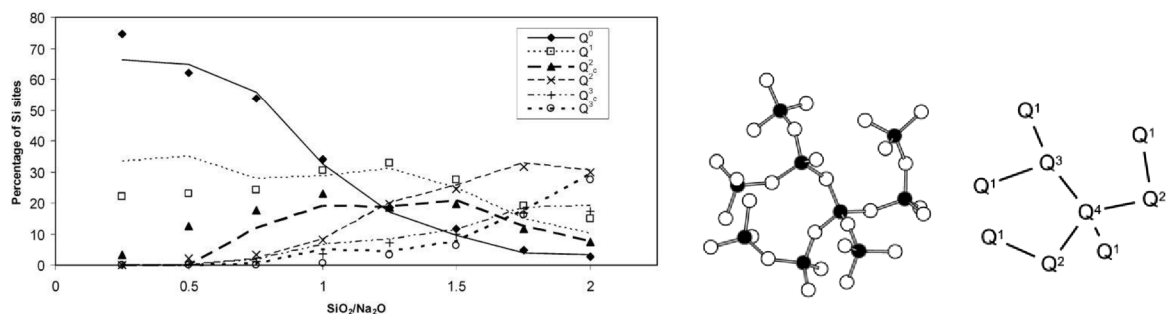 80
70
60
50
40
30
20
10
0
Percentage of Si sites
0
0.5
1
1.5
2
SiO₂/Na₂O
Q⁰
Q¹
Q²c
Q²
Q³c
Q³
Q¹
Q¹
Q³
Q¹
Q²
Q⁴
Q¹
Q²
Q¹